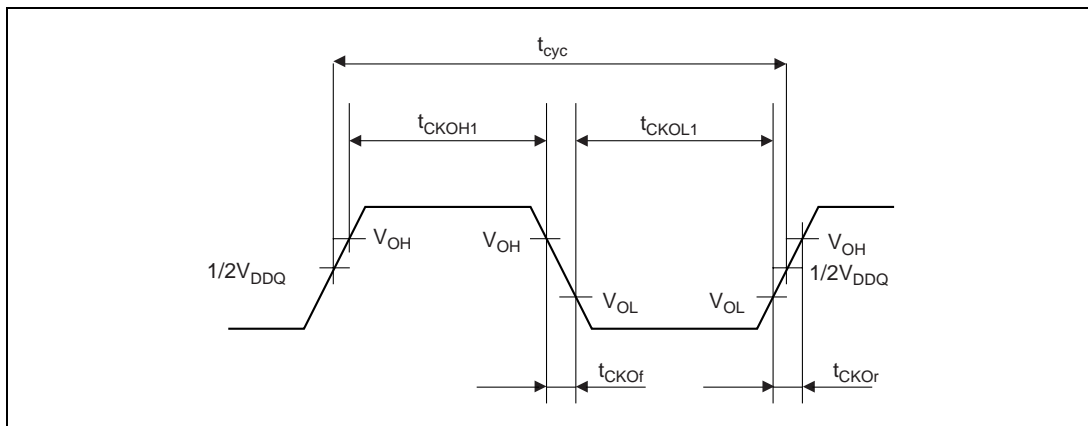 tcyc
tCKOH1
tCKOL1
VOH
VOH
VOH
1/2VDDQ
1/2VDDQ
VOL
VOL
tCKOf
tCKOr